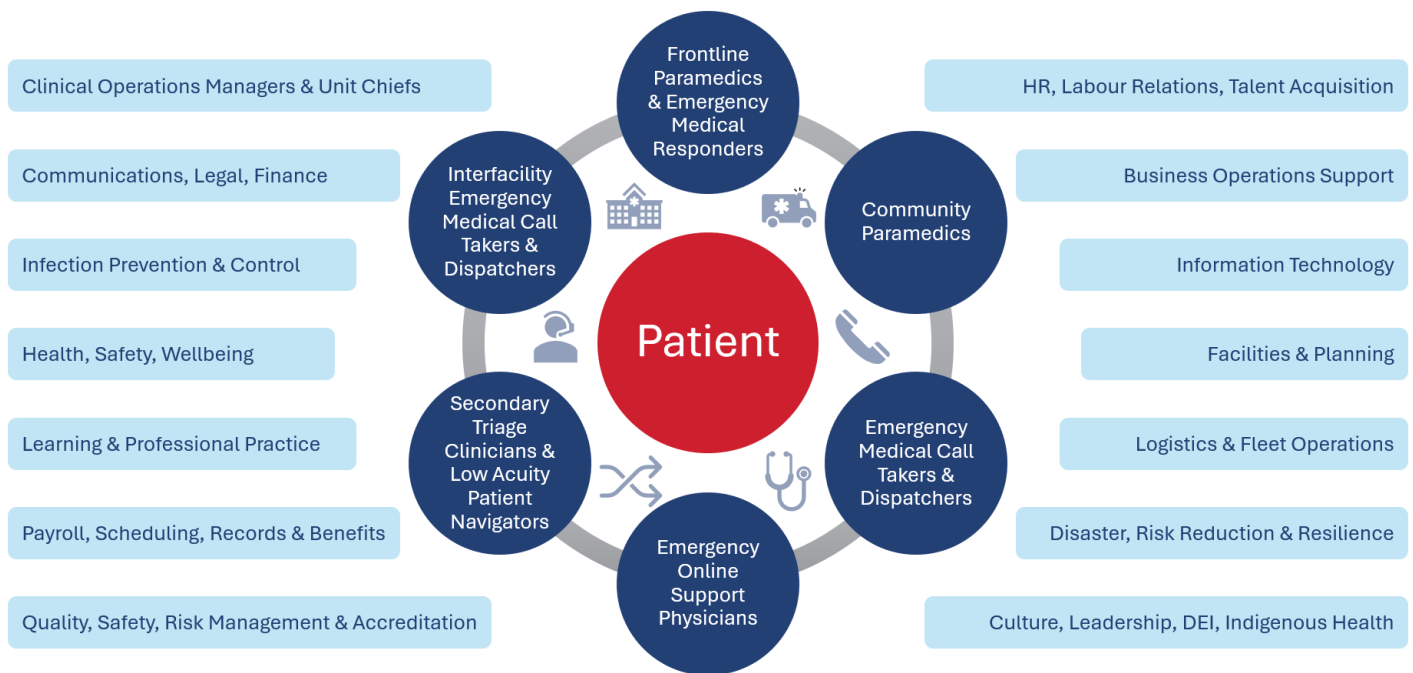 Clinical Operations Managers & Unit Chiefs
Communications, Legal, Finance
Infection Prevention & Control
Health, Safety, Wellbeing
Learning & Professional Practice
Payroll, Scheduling, Records & Benefits
Quality, Safety, Risk Management & Accreditation
Frontline
Paramedics
& Emergency
Medical
Responders
Interfacility
Emergency
Medical Call
Takers &
Dispatchers
Community
Paramedics
Patient
Secondary
Triage
Clinicians &
Low Acuity
Patient
Navigators
Emergency
Medical Call
Takers &
Dispatchers
Emergency
Online
Support
Physicians
HR, Labour Relations, Talent Acquisition
Business Operations Support
Information Technology
Facilities & Planning
Logistics & Fleet Operations
Disaster, Risk Reduction & Resilience
Culture, Leadership, DEI, Indigenous Health